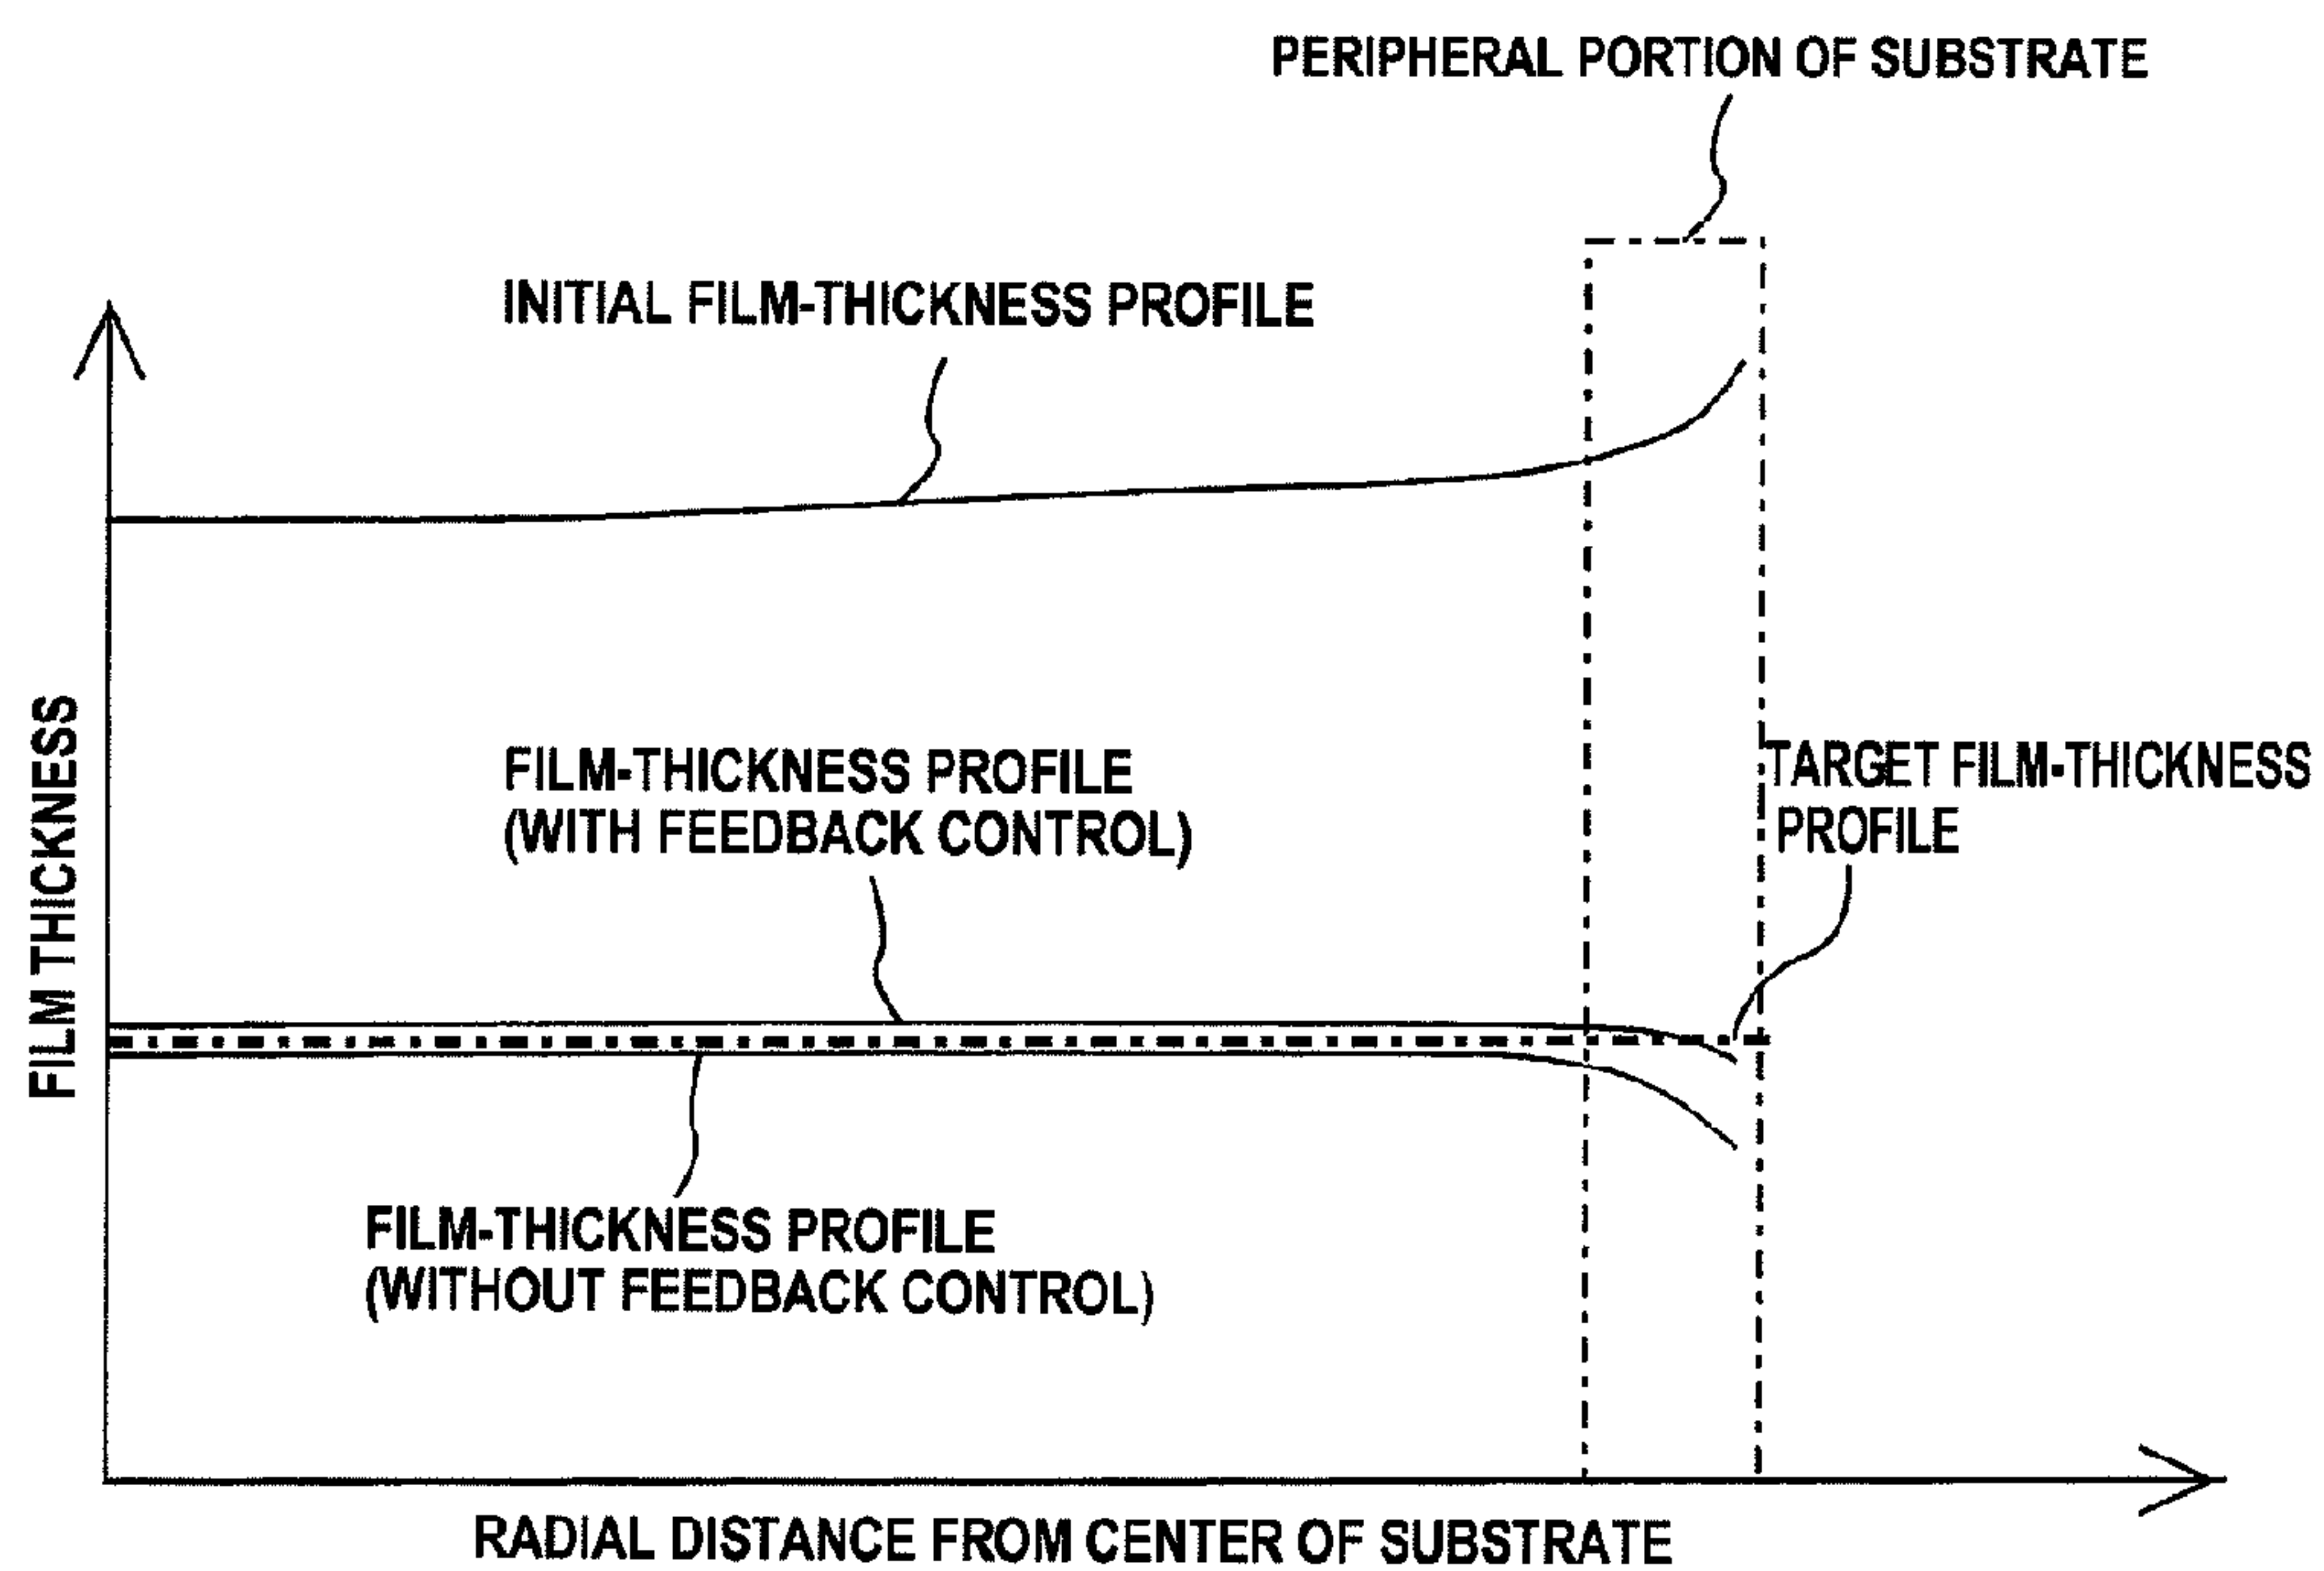 PERIPHERAL PORTION OF SUBSTRATE
INITIAL FILM-THICKNESS PROFILE
FILM-THICKNESS PROFILE
(WITH FEEDBACK CONTROL)
TARGET FILM-THICKNESS
PROFILE
FILM THICKNESS
FILM-THICKNESS PROFILE
(WITHOUT FEEDBACK CONTROL)
RADIAL DISTANCE FROM CENTER OF SUBSTRATE